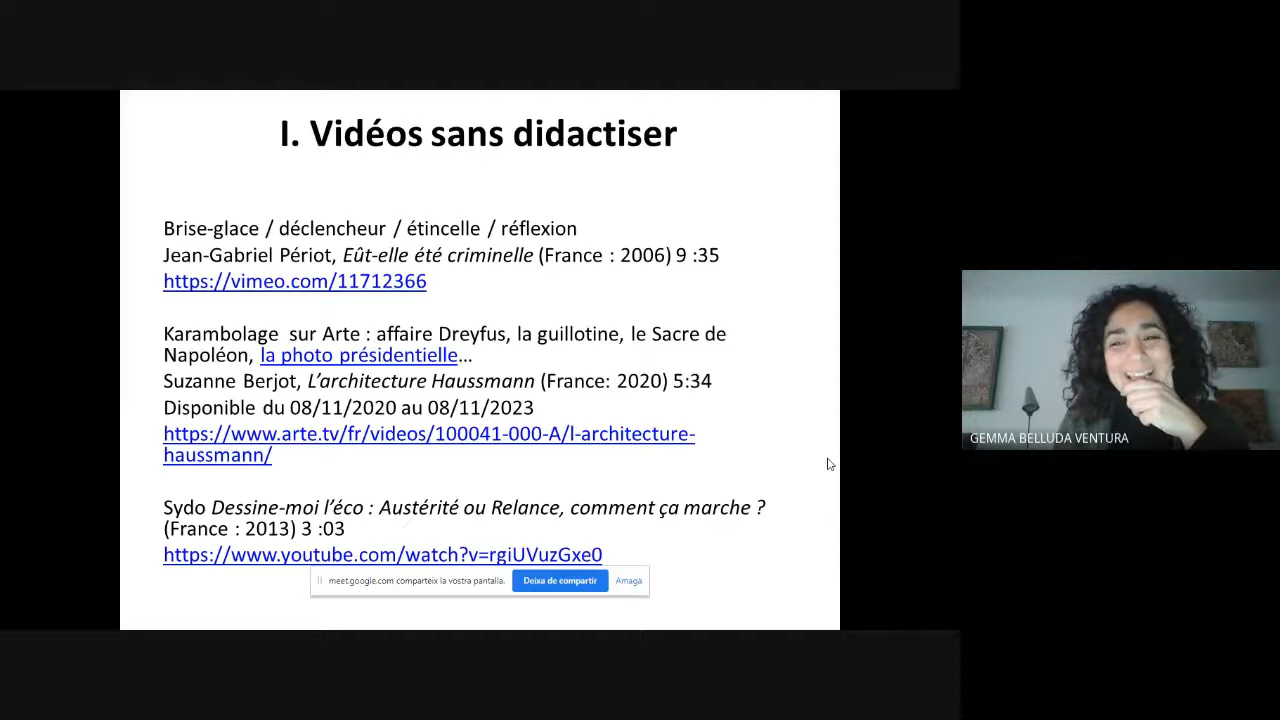 I. Vidéos sans didactiser
Brise-glace / déclencheur / étincelle / réflexion
Jean-Gabriel Périot, Eût-elle été criminelle (France : 2006) 9 :35
https://vimeo.com/11712366
Karambolage  sur Arte : affaire Dreyfus, la guillotine, le Sacre de
Napoléon, la photo présidentielle...
Suzanne Berjot, L’architecture Haussmann (France: 2020) 5:34
Disponible du 08/11/2020 au 08/11/2023
https://www.arte.tv/fr/videos/100041-000-A/l-architecture-
haussmann/
Sydo Dessine-moi l’éco : Austérité ou Relance, comment ça marche ?
(France : 2013) 3 :03
https://www.youtube.com/watch?v=rgiUVuzGxe0
meet.google.com comparteix la vostra pantalla.
Deixa de compartir
Amaga
GEMMA BELLUDA VENTURA